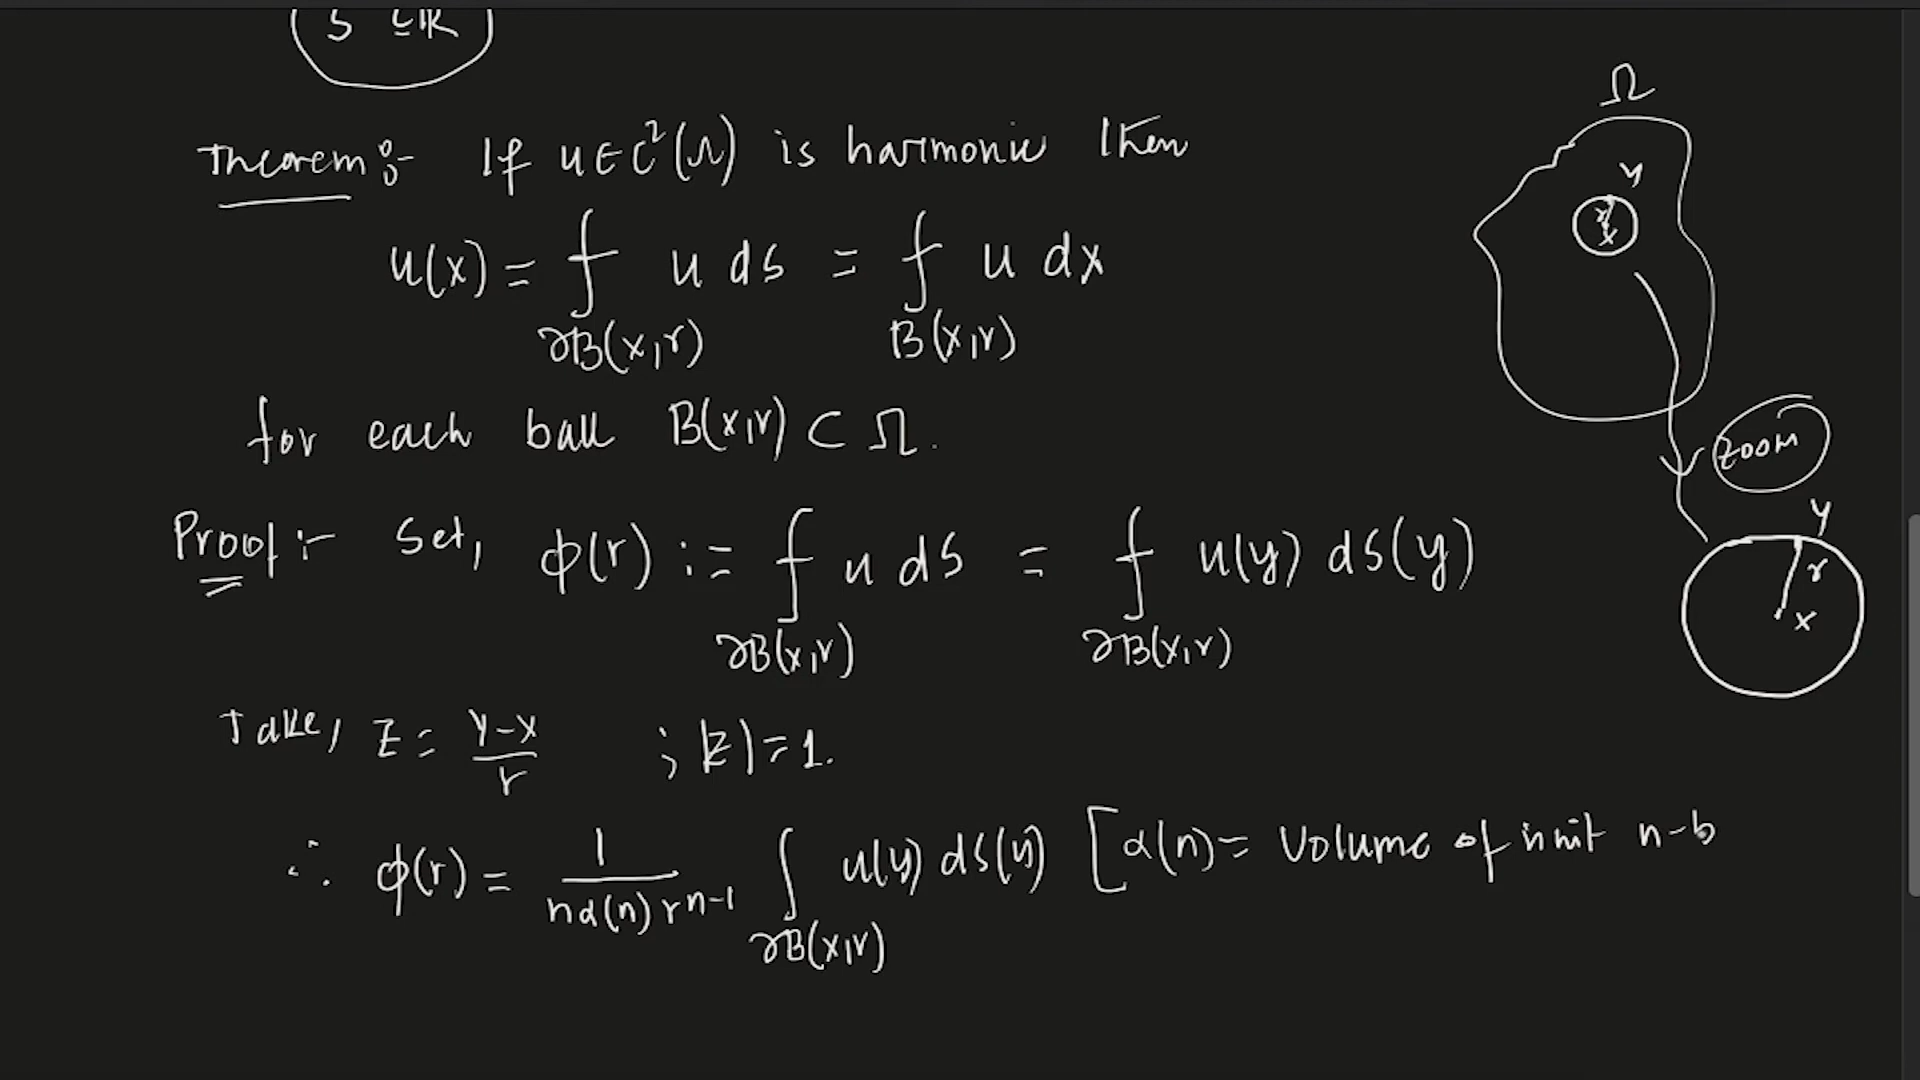 S ⊆ IR
Theorem :- If u ∈ C²(Ω) is harmonic then
u(x) = ⨍ u ds = ⨍ u dx
∂B(x,r) B(x,r)
for each ball B(x,r) ⊂ Ω.
Proof :- Set, φ(r) := ⨍ u dS = ⨍ u(y) dS(y)
∂B(x,r) ∂B(x,r)
Take, z = y-x / r ; |z| = 1.
∴ φ(r) = 1 / nα(n) r^n-1 ∫ u(y) dS(y) [α(n) = Volume of unit n-b
∂B(x,r)
Ω
y
r
x
Zoom
y
r
x